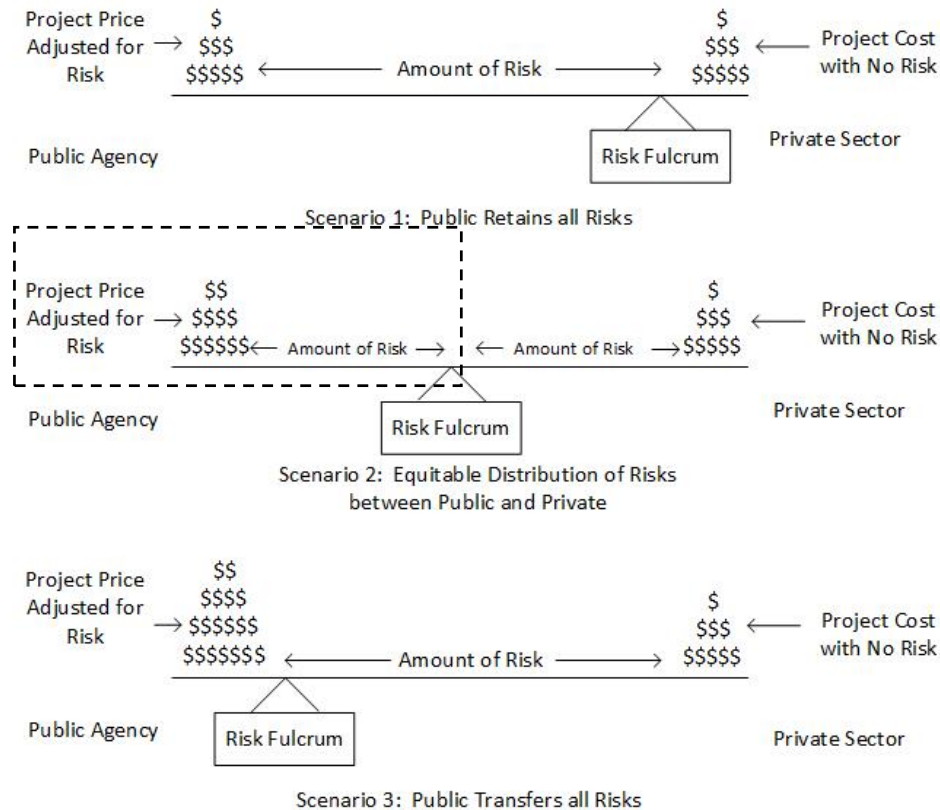 Project Price
Adjusted for
Risk
$
$$$
$$$$$
Amount of Risk
$
$$$
$$$$$
Project Cost
with No Risk
Public Agency
Risk Fulcrum
Private Sector
Scenario 1: Public Retains all Risks
Project Price
Adjusted for
Risk
$$
$$$$
$$$$$$
Amount of Risk
Amount of Risk
$
$$$
$$$$$
Project Cost
with No Risk
Public Agency
Risk Fulcrum
Private Sector
Scenario 2: Equitable Distribution of Risks
between Public and Private
Project Price
Adjusted for
Risk
$$
$$$$
$$$$$$
$$$$$$$
Amount of Risk
$
$$$
$$$$$
Project Cost
with No Risk
Public Agency
Risk Fulcrum
Private Sector
Scenario 3: Public Transfers all Risks